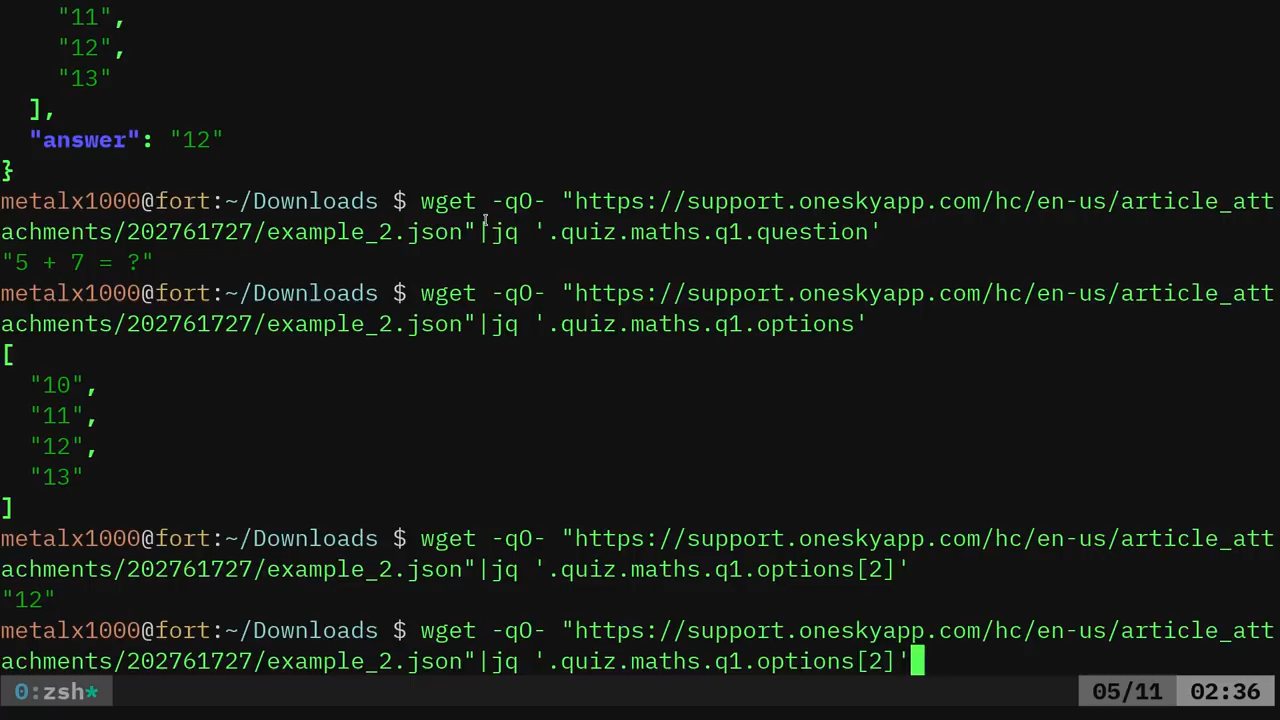 "11",
"12",
"13"
],
"answer": "12"
}
metalx1000@fort:~/Downloads $ wget -qO- "https://support.oneskyapp.com/hc/en-us/article_att
achments/202761727/example_2.json"|jq '.quiz.maths.q1.question'
"5 + 7 = ?"
metalx1000@fort:~/Downloads $ wget -qO- "https://support.oneskyapp.com/hc/en-us/article_att
achments/202761727/example_2.json"|jq '.quiz.maths.q1.options'
[
"10",
"11",
"12",
"13"
]
metalx1000@fort:~/Downloads $ wget -qO- "https://support.oneskyapp.com/hc/en-us/article_att
achments/202761727/example_2.json"|jq '.quiz.maths.q1.options[2]'
"12"
metalx1000@fort:~/Downloads $ wget -qO- "https://support.oneskyapp.com/hc/en-us/article_att
achments/202761727/example_2.json"|jq '.quiz.maths.q1.options[2]'
0:zsh* 05/11 02:36